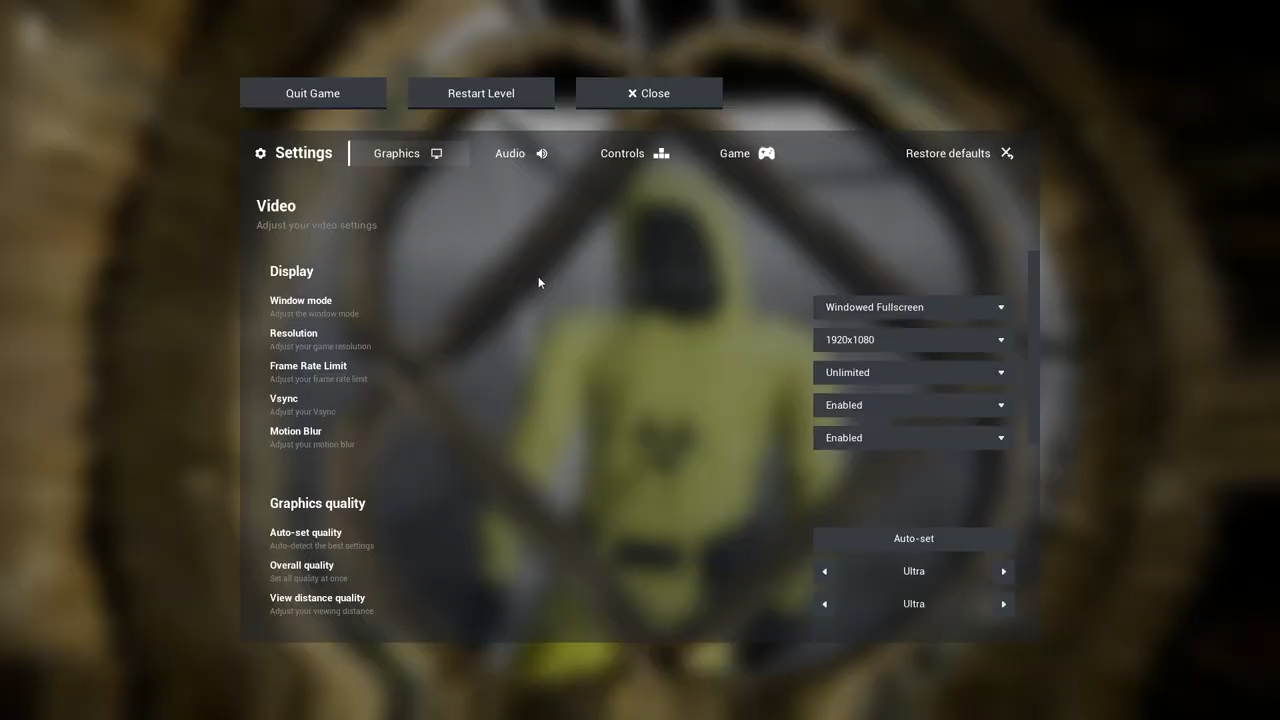 Quit Game
Restart Level
Close
Settings
Graphics
Audio
Controls
Game
Restore defaults
Video
Adjust your video settings
Display
Window mode
Adjust the window mode
Windowed Fullscreen
Resolution
Adjust your game resolution
1920x1080
Frame Rate Limit
Adjust your frame rate limit
Unlimited
Vsync
Adjust your Vsync
Enabled
Motion Blur
Adjust your motion blur
Enabled
Graphics quality
Auto-set quality
Auto-detect the best settings
Auto-set
Overall quality
Set all quality at once
Ultra
View distance quality
Adjust your viewing distance
Ultra